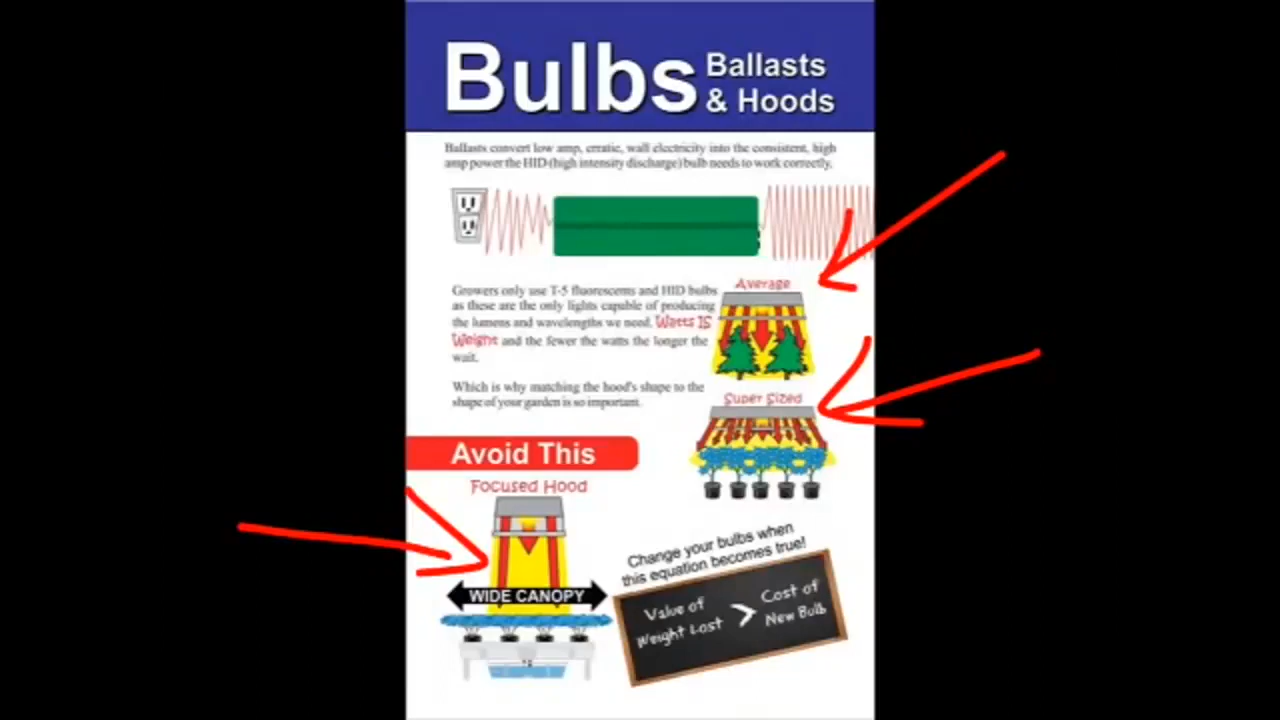 Bulbs Ballasts
& Hoods
Ballasts convert low amp, erratic, wall electricity into the consistent, high
amp power the HID (high intensity discharge) bulb needs to work correctly.
Average
Growers only use T-5 fluorescents and HID bulbs
as these are the only lights capable of producing
the lumens and wavelengths we need. Watts IS
Weight and the fewer the watts the longer the
wait.
Which is why matching the hood's shape to the
shape of your garden is so important.
Super Sized
Avoid This
Focused Hood
WIDE CANOPY
Change your bulbs when
this equation becomes true!
Value of
Weight Lost
>
Cost of
New Bulb